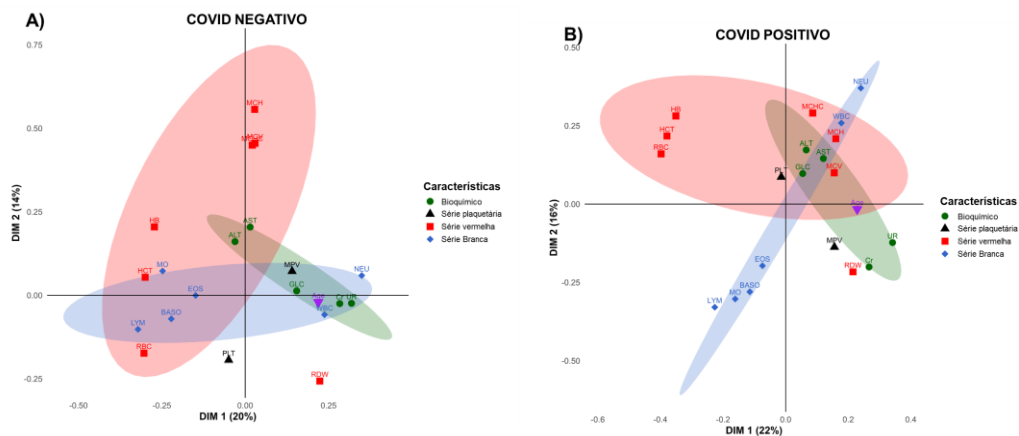 A)
COVID NEGATIVO
0.75
0.50
0.25
0.00
-0.25
-0.50
-0.25
0.00
0.25
DIM 2 (14%)
DIM 1 (20%)
MCH
HB
AST
ALT
MO
HCT
MPV
NEU
EOS
GLC
Age
Cr
UR
BASO
LYM
WBC
RBC
PLT
RDW
Características
Bioquímico
Série plaquetária
Série vermelha
Série Branca
B)
COVID POSITIVO
0.50
0.25
0.00
-0.25
-0.50
-0.6
-0.4
-0.2
0.0
0.2
0.4
DIM 2 (16%)
DIM 1 (22%)
NEU
HB
MCHC
WBC
HCT
MCH
RBC
ALT
AST
PLT
GLC
MCV
Age
MPV
UR
RDW
Cr
EOS
BASO
MO
LYM
Características
Bioquímico
Série plaquetária
Série vermelha
Série Branca